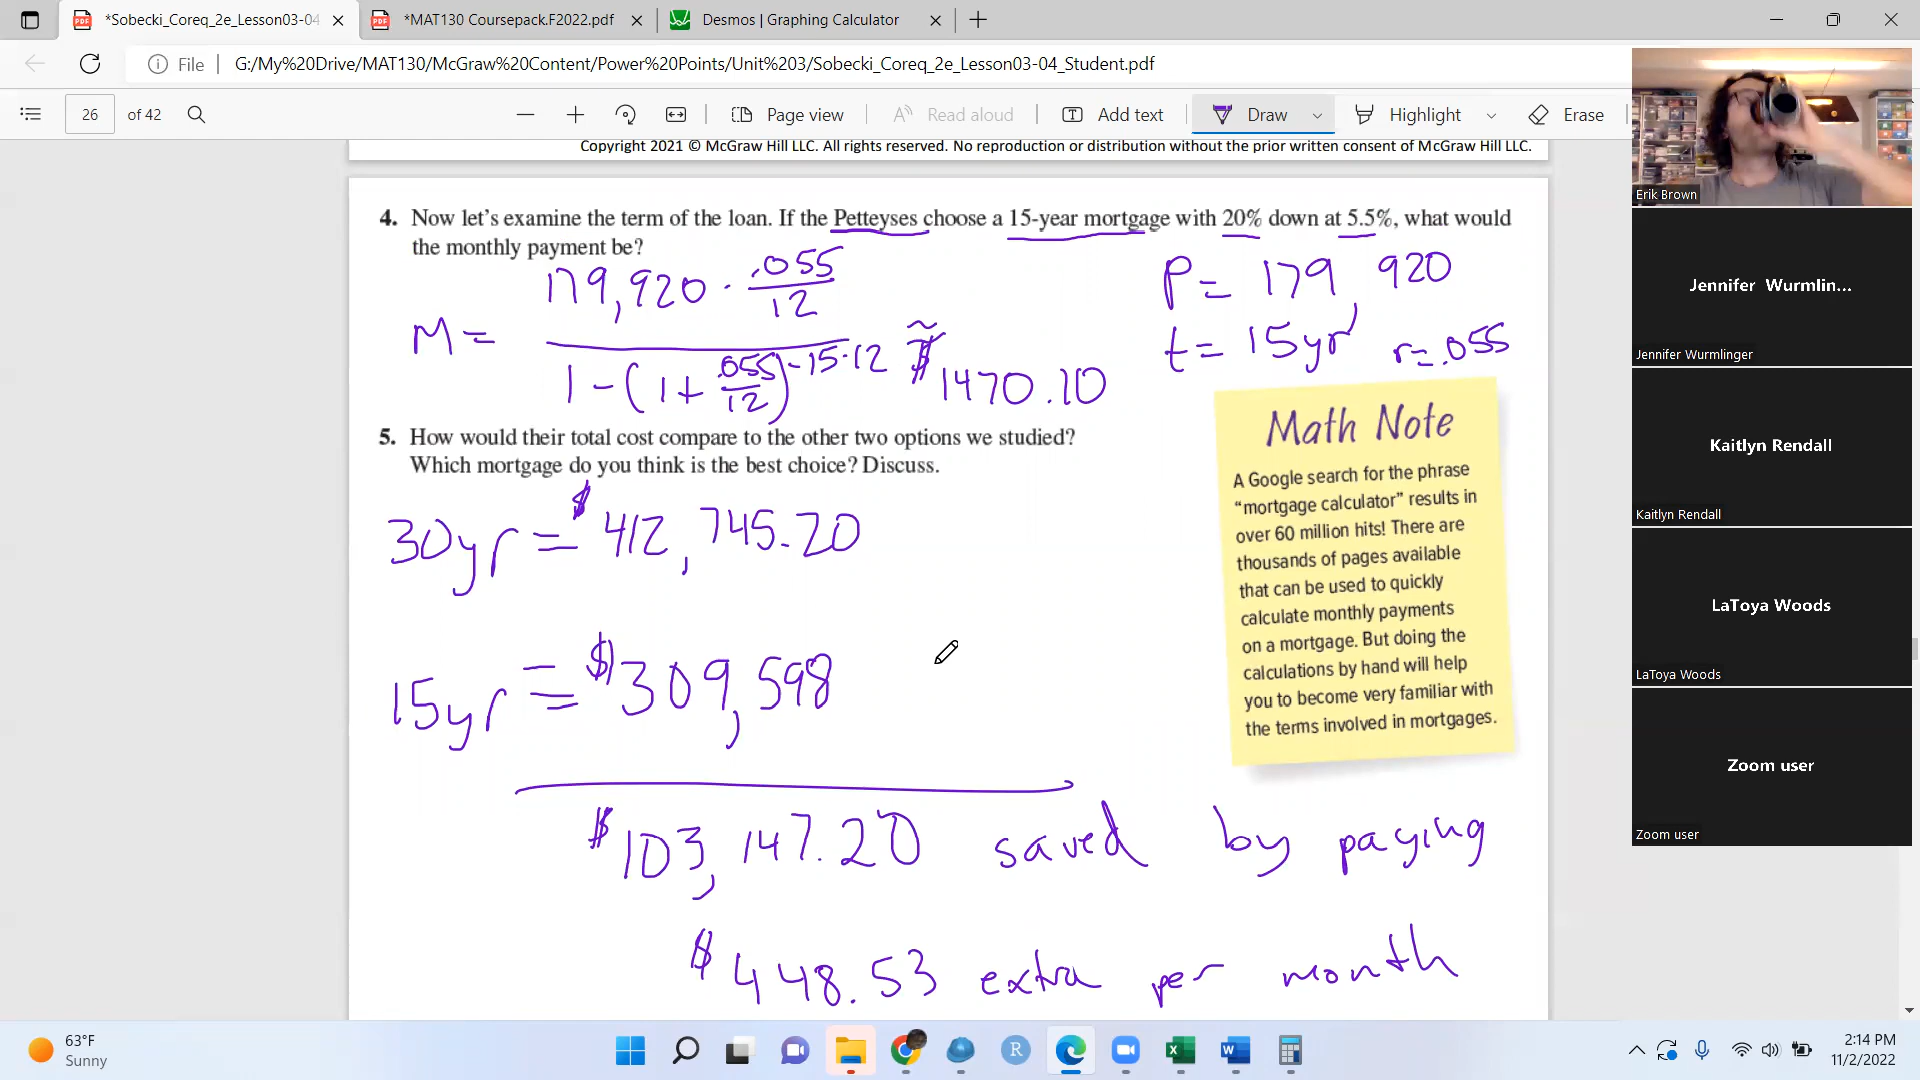 *Sobecki_Coreq_2e_Lesson03-04
*MAT130 Coursepack.F2022.pdf
Desmos | Graphing Calculator
File
G:/My%20Drive/MAT130/McGraw%20Content/Power%20Points/Unit%203/Sobecki_Coreq_2e_Lesson03-04_Student.pdf
26 of 42
Page view
Read aloud
Add text
Draw
Highlight
Erase
Copyright 2021 © McGraw Hill LLC. All rights reserved. No reproduction or distribution without the prior written consent of McGraw Hill LLC.
4. Now let's examine the term of the loan. If the Petteyses choose a 15-year mortgage with 20% down at 5.5%, what would
the monthly payment be?
M = 179,920 · .055/12 / 1 - (1 + .055/12)^-15·12 ≈ $1470.10
P = 179,920
t = 15yr r = .055
5. How would their total cost compare to the other two options we studied?
Which mortgage do you think is the best choice? Discuss.
30yr = $412,745.20
15yr = $309,598
$103,147.20 saved by paying
$448.53 extra per month
Math Note
A Google search for the phrase
"mortgage calculator" results in
over 60 million hits! There are
thousands of pages available
that can be used to quickly
calculate monthly payments
on a mortgage. But doing the
calculations by hand will help
you to become very familiar with
the terms involved in mortgages.
Erik Brown
Jennifer Wurmlin...
Jennifer Wurmlinger
Kaitlyn Rendall
Kaitlyn Rendall
LaToya Woods
LaToya Woods
Zoom user
Zoom user
63°F
Sunny
2:14 PM
11/2/2022